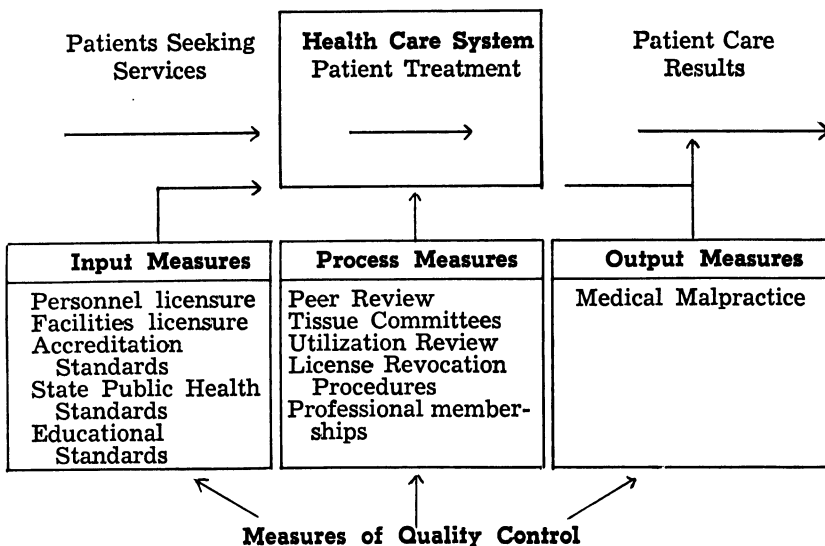 Patients Seeking
Services
Health Care System
Patient Treatment
Patient Care
Results
Input Measures
Personnel licensure
Facilities licensure
Accreditation
Standards
State Public Health
Standards
Educational
Standards
Process Measures
Peer Review
Tissue Committees
Utilization Review
License Revocation
Procedures
Professional member-
ships
Output Measures
Medical Malpractice
Measures of Quality Control